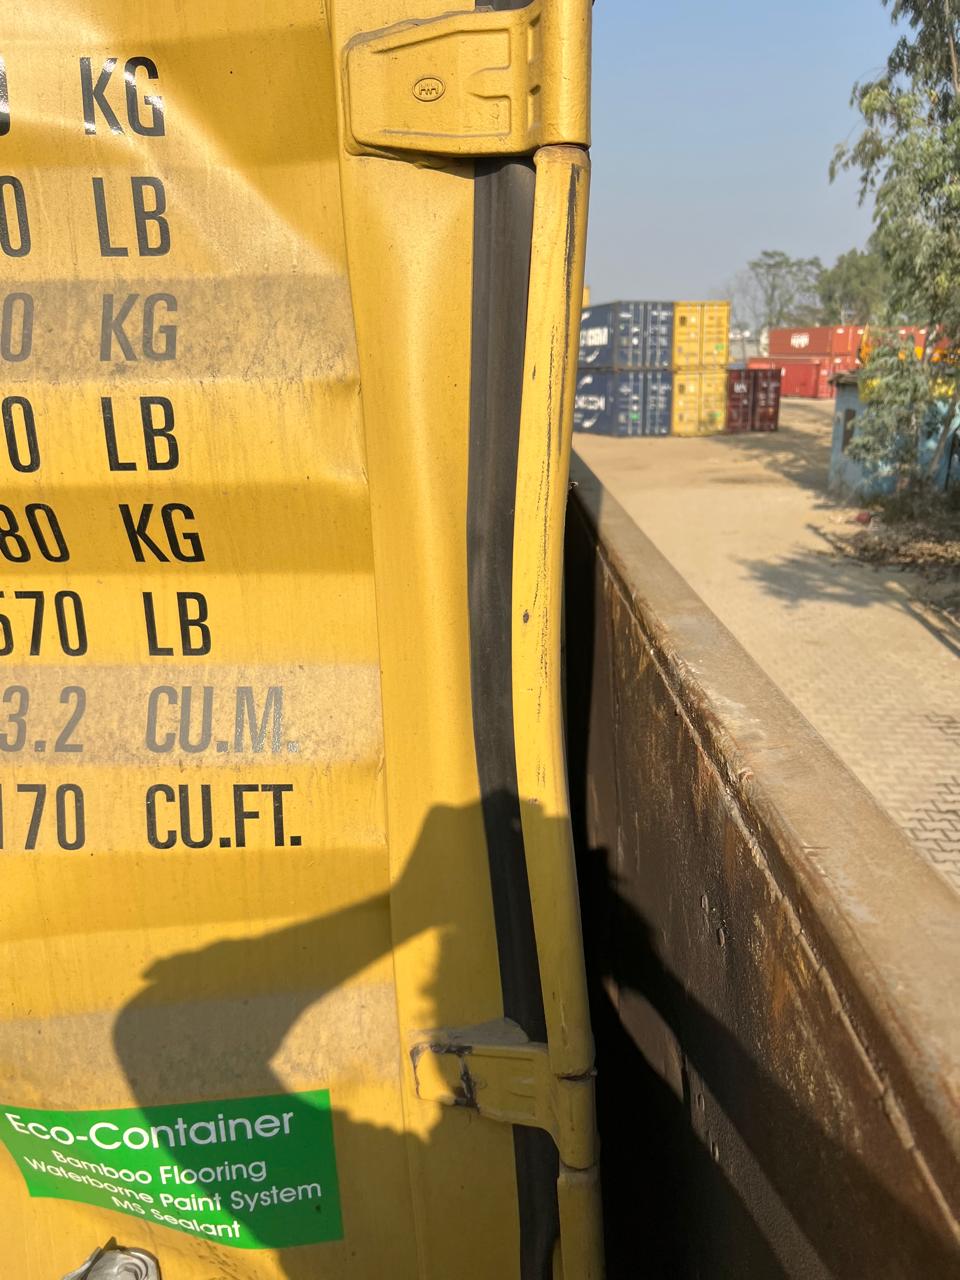 KG
0 LB
0 KG
0 LB
80 KG
570 LB
3.2 CU.M.
170 CU.FT.
Eco-Container
Bamboo Flooring
Waterborne Paint System
MS Sealant